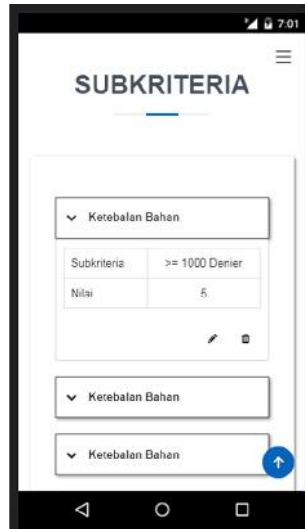 7:01
SUBKRITERIA
Ketebalan Bahan
Subkriteria >= 1000 Denier
Nilai 5
Ketebalan Bahan
Ketebalan Bahan